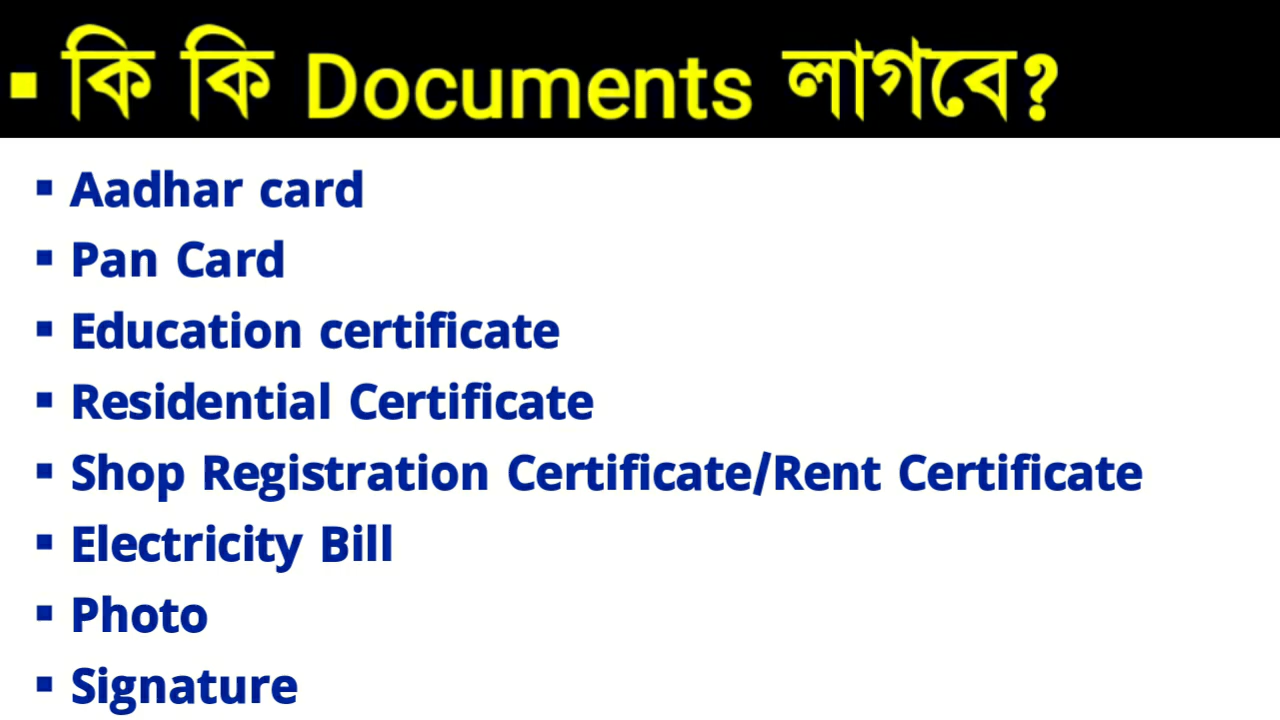 ▪ কি কি Documents লাগবে?
▪ Aadhar card
▪ Pan Card
▪ Education certificate
▪ Residential Certificate
▪ Shop Registration Certificate/Rent Certificate
▪ Electricity Bill
▪ Photo
▪ Signature